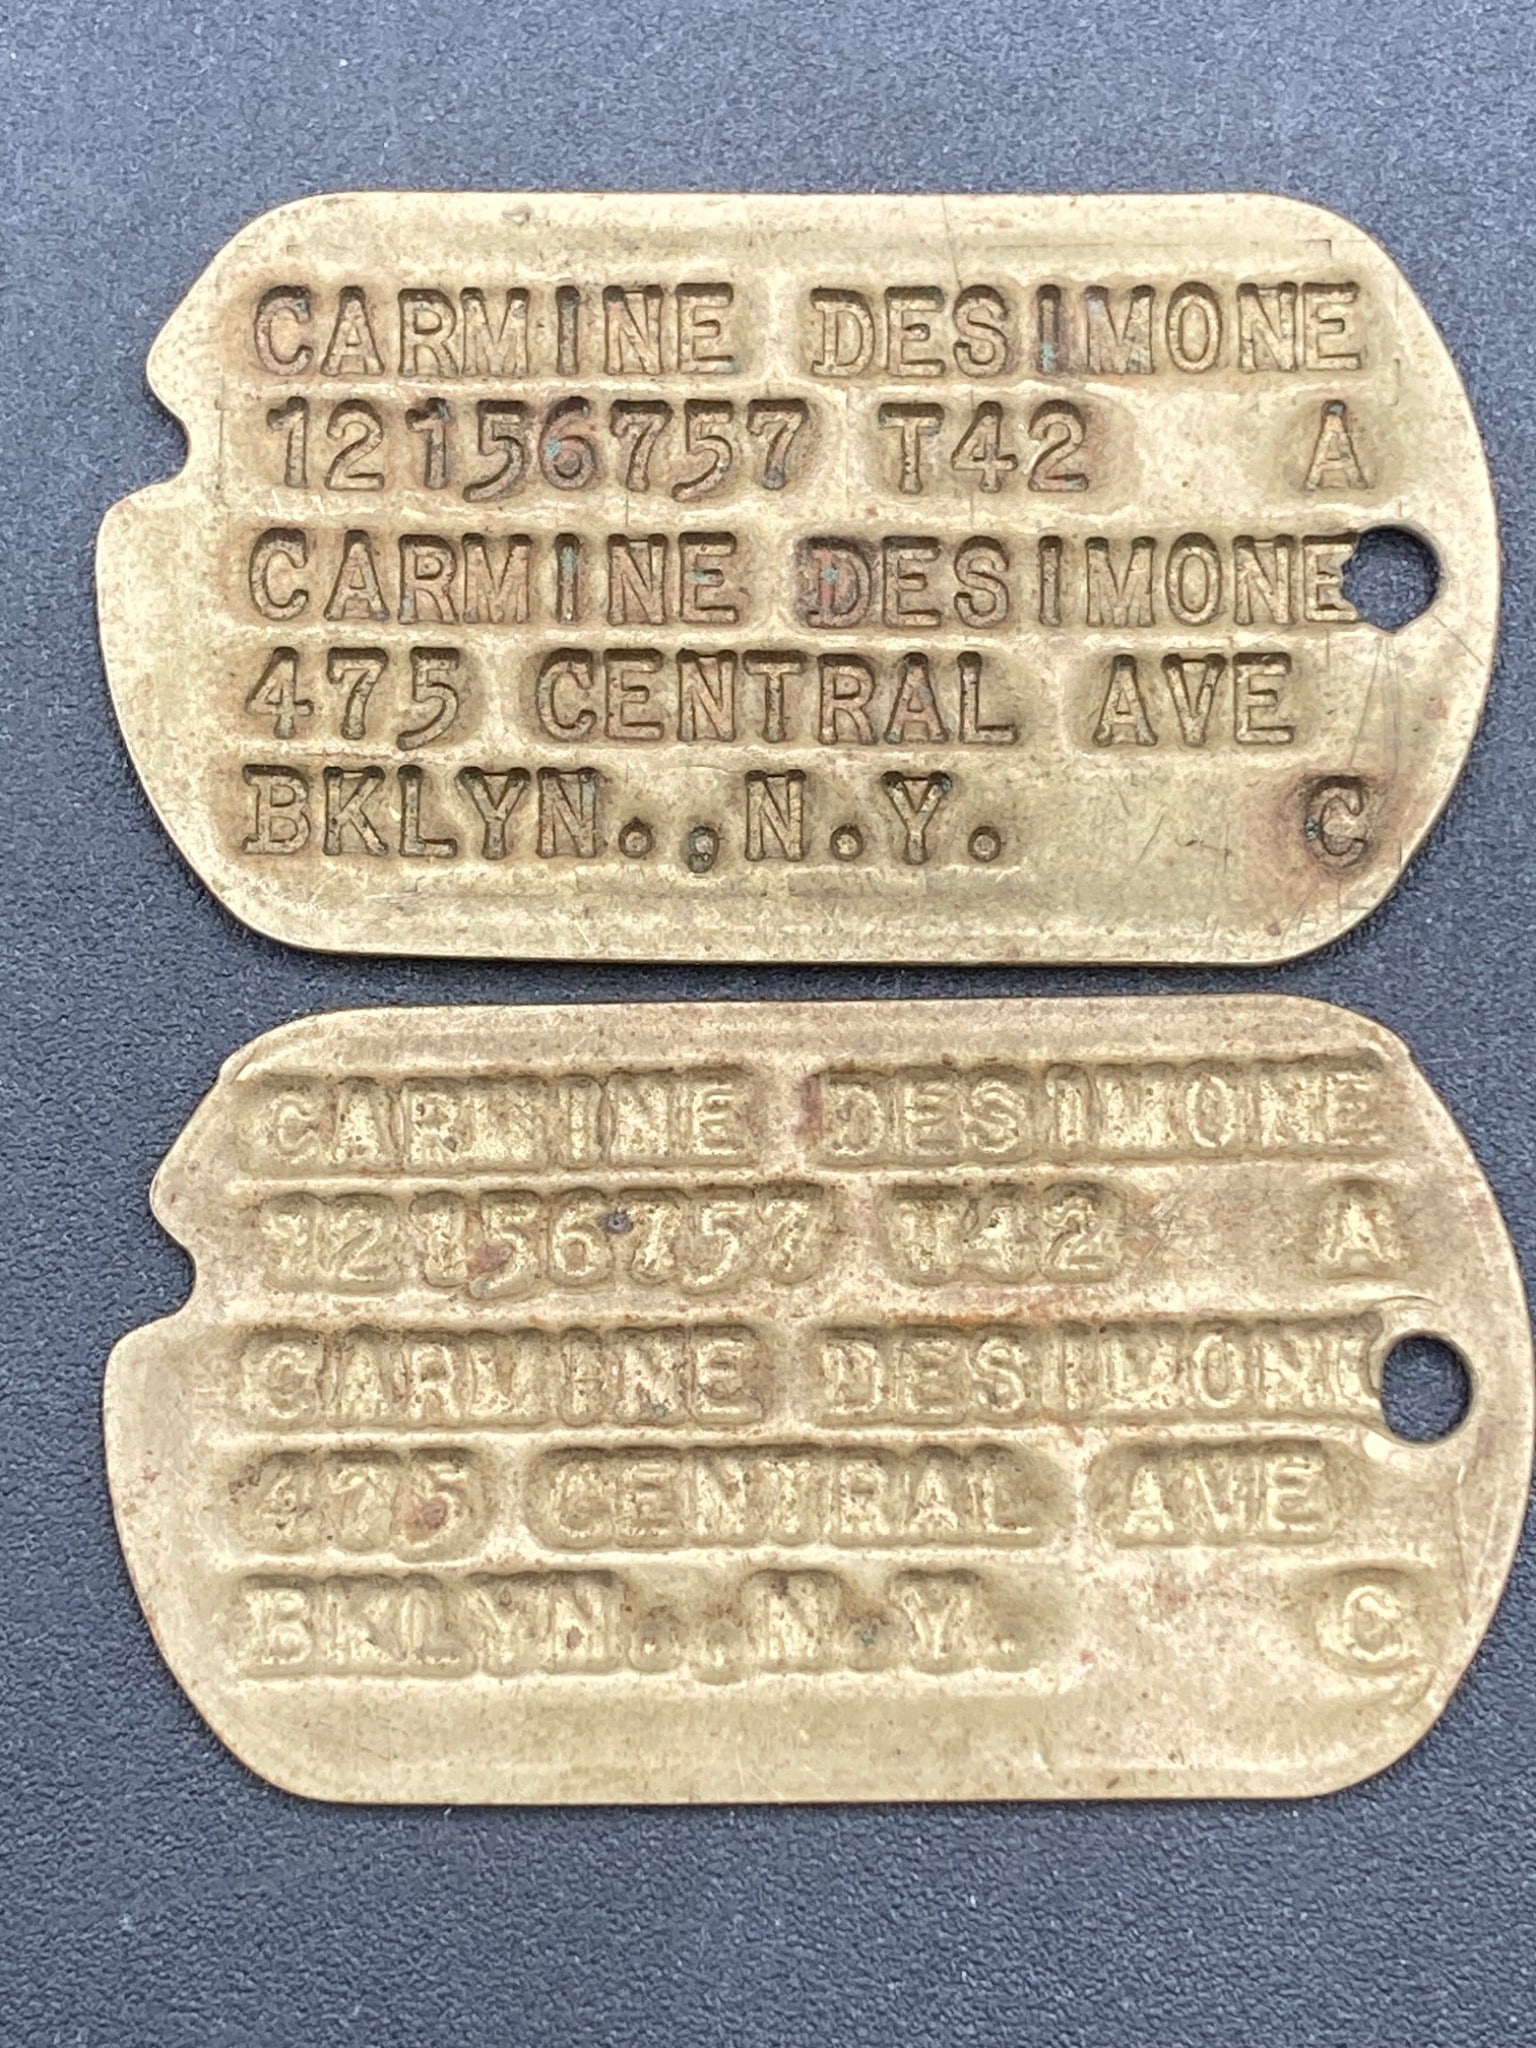 CARMINE DESIMONE
12156757 T42 A
CARMINE DESIMONE
475 CENTRAL AVE
BKLYN.,N.Y. C
CARMINE DESIMONE
12156757 T42 A
CARMINE DESIMONE
475 CENTRAL AVE
BKLYN.,N.Y. C